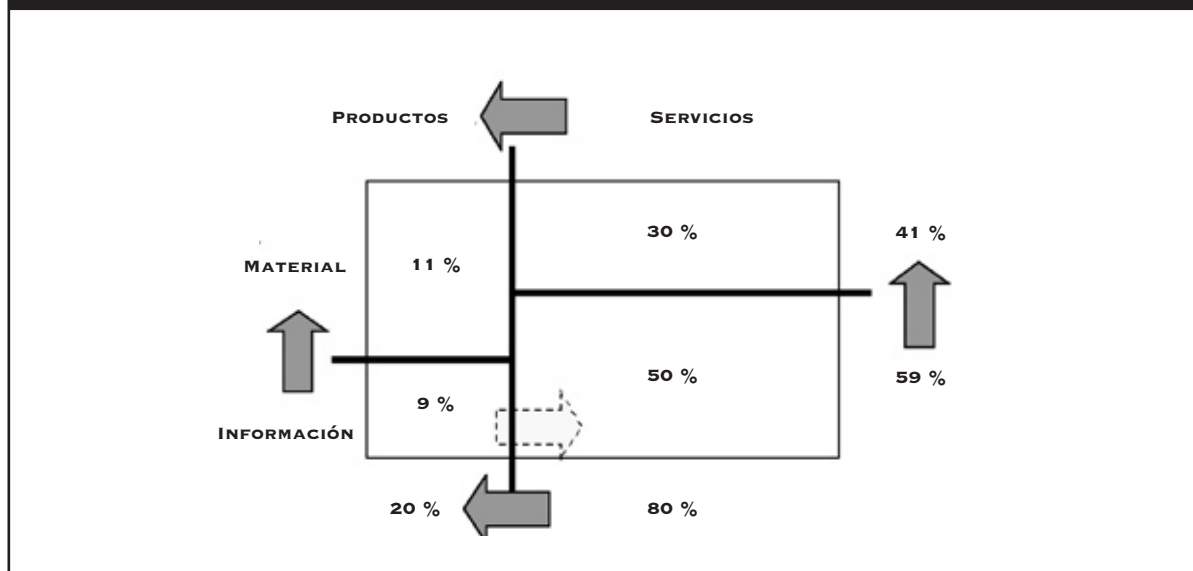 PRODUCTOS SERVICIOS
30 % 41 %
MATERIAL 11 %
50 % 59 %
9 %
INFORMACIÓN
20 % 80 %